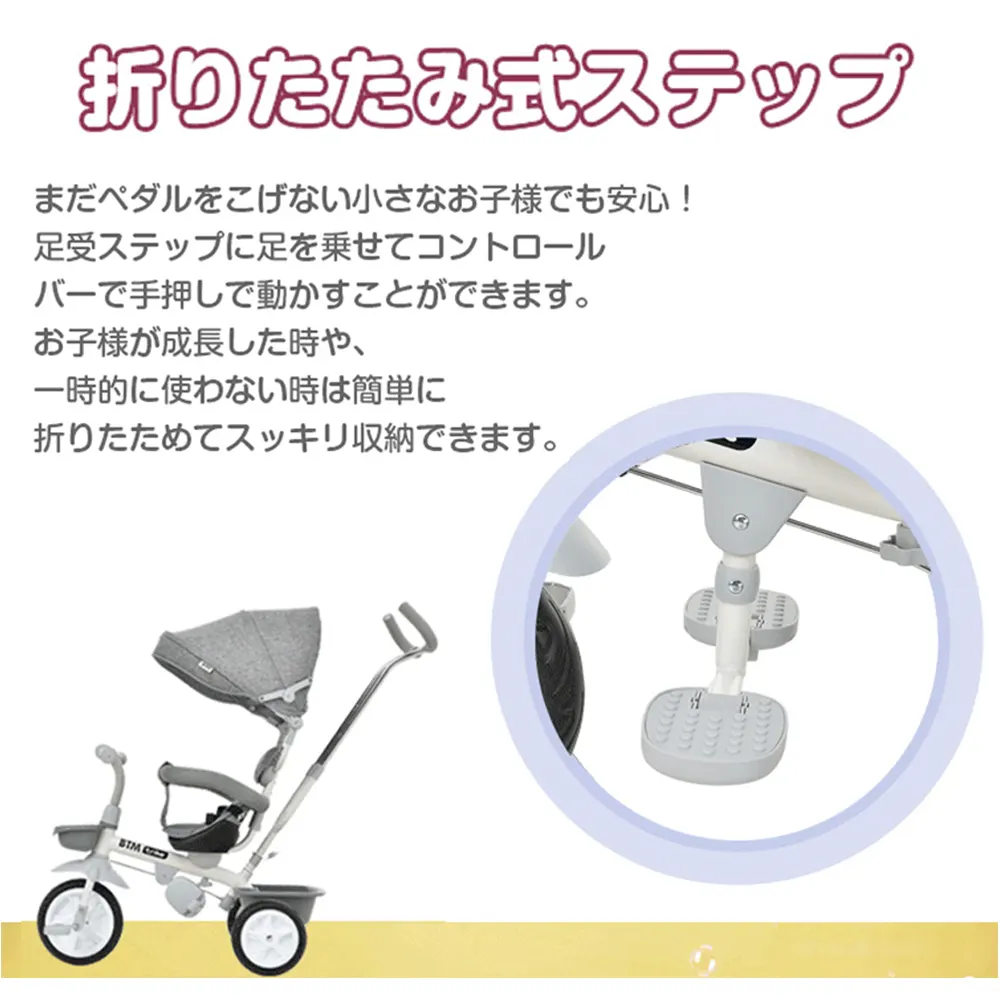 折りたたみ式ステップ
まだペダルをこげない小さなお子様でも安心！
足受ステップに足を乗せてコントロール
バーで手押しで動かすことができます。
お子様が成長した時や、
一時的に使わない時は簡単に
折りたためてスッキリ収納できます。
BTM